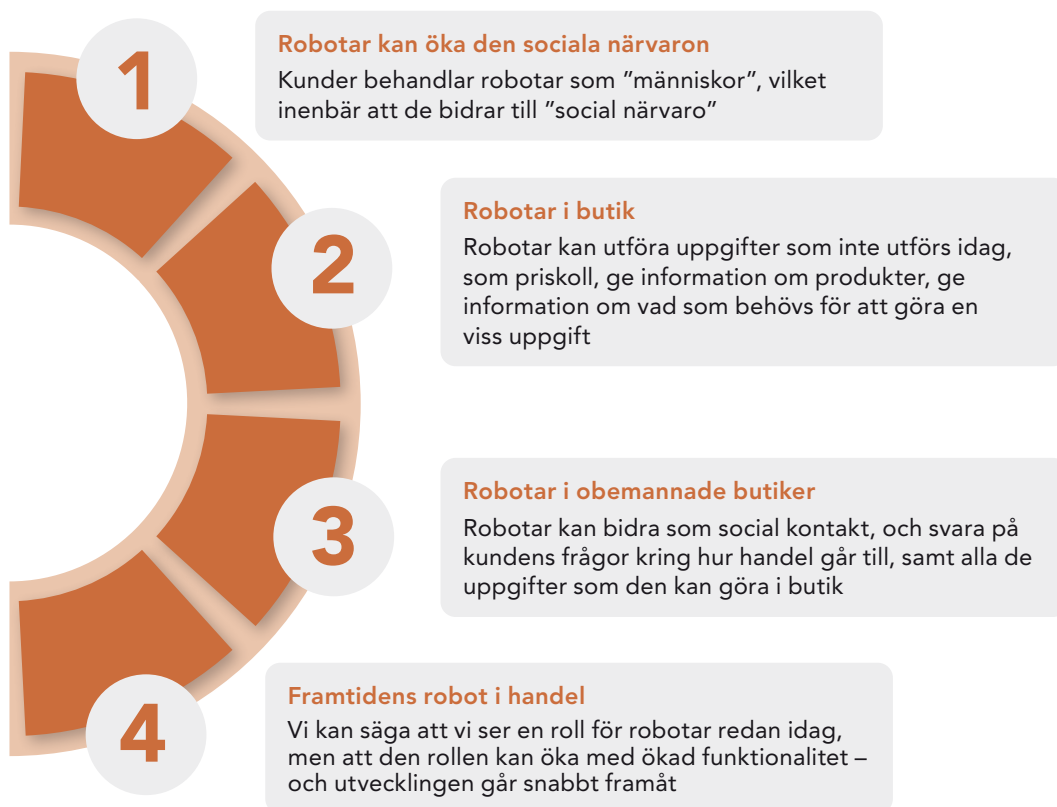 1
Robotar kan öka den sociala närvaron
Kunder behandlar robotar som ”människor”, vilket
inenbär att de bidrar till ”social närvaro”
2
Robotar i butik
Robotar kan utföra uppgifter som inte utförs idag,
som priskoll, ge information om produkter, ge
information om vad som behövs för att göra en
viss uppgift
3
Robotar i obemannade butiker
Robotar kan bidra som social kontakt, och svara på
kundens frågor kring hur handel går till, samt alla de
uppgifter som den kan göra i butik
4
Framtidens robot i handel
Vi kan säga att vi ser en roll för robotar redan idag,
men att den rollen kan öka med ökad funktionalitet –
och utvecklingen går snabbt framåt